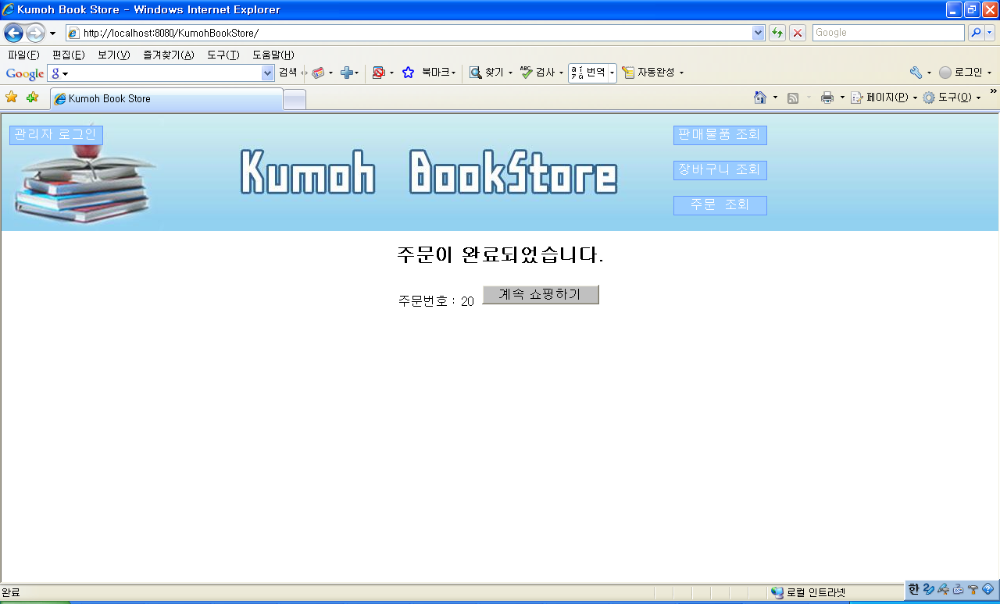 Kumoh Book Store - Windows Internet Explorer
http://localhost:8080/KumohBookStore/
Google
파일(F) 편집(E) 보기(V) 즐겨찾기(A) 도구(T) 도움말(H)
Google g 검색 북마크 찾기 ABC 검사 번역 자동완성 로그인
Kumoh Book Store 페이지(P) 도구(O) »
관리자 로그인
Kumoh BookStore
판매물품 조회
장바구니 조회
주문 조회
주문이 완료되었습니다.
주문번호 : 20 계속 쇼핑하기
완료 로컬 인트라넷 한